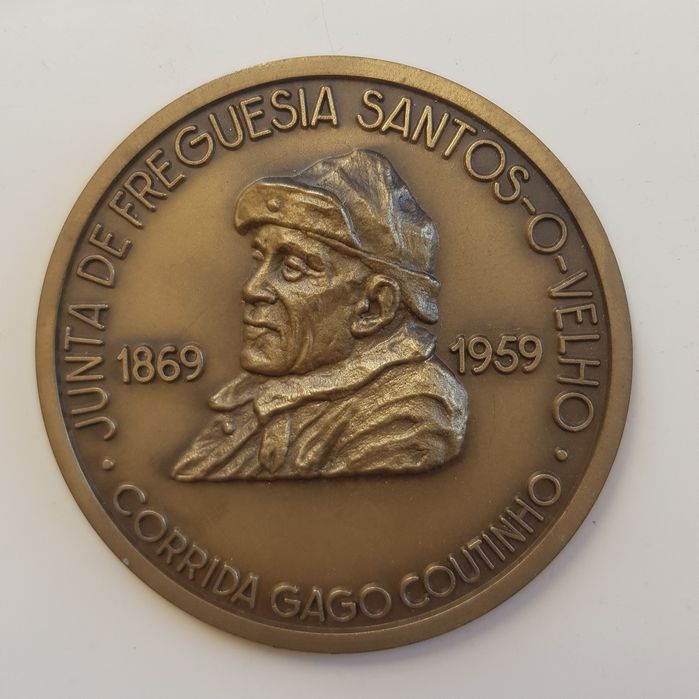 JUNTA DE FREGUESIA SANTOS-O-VELHO
1869 1959
• CORRIDA GAGO COUTINHO •